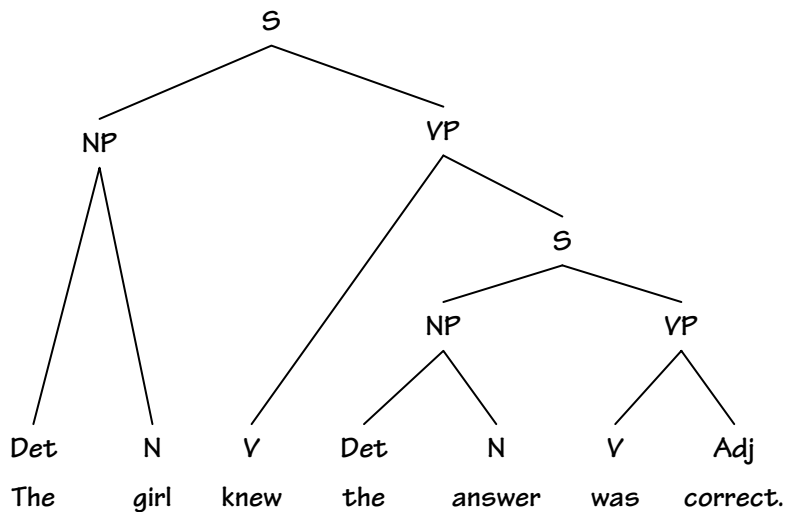 S
NP VP
S
NP VP
Det N V Det N V Adj
The girl knew the answer was correct.